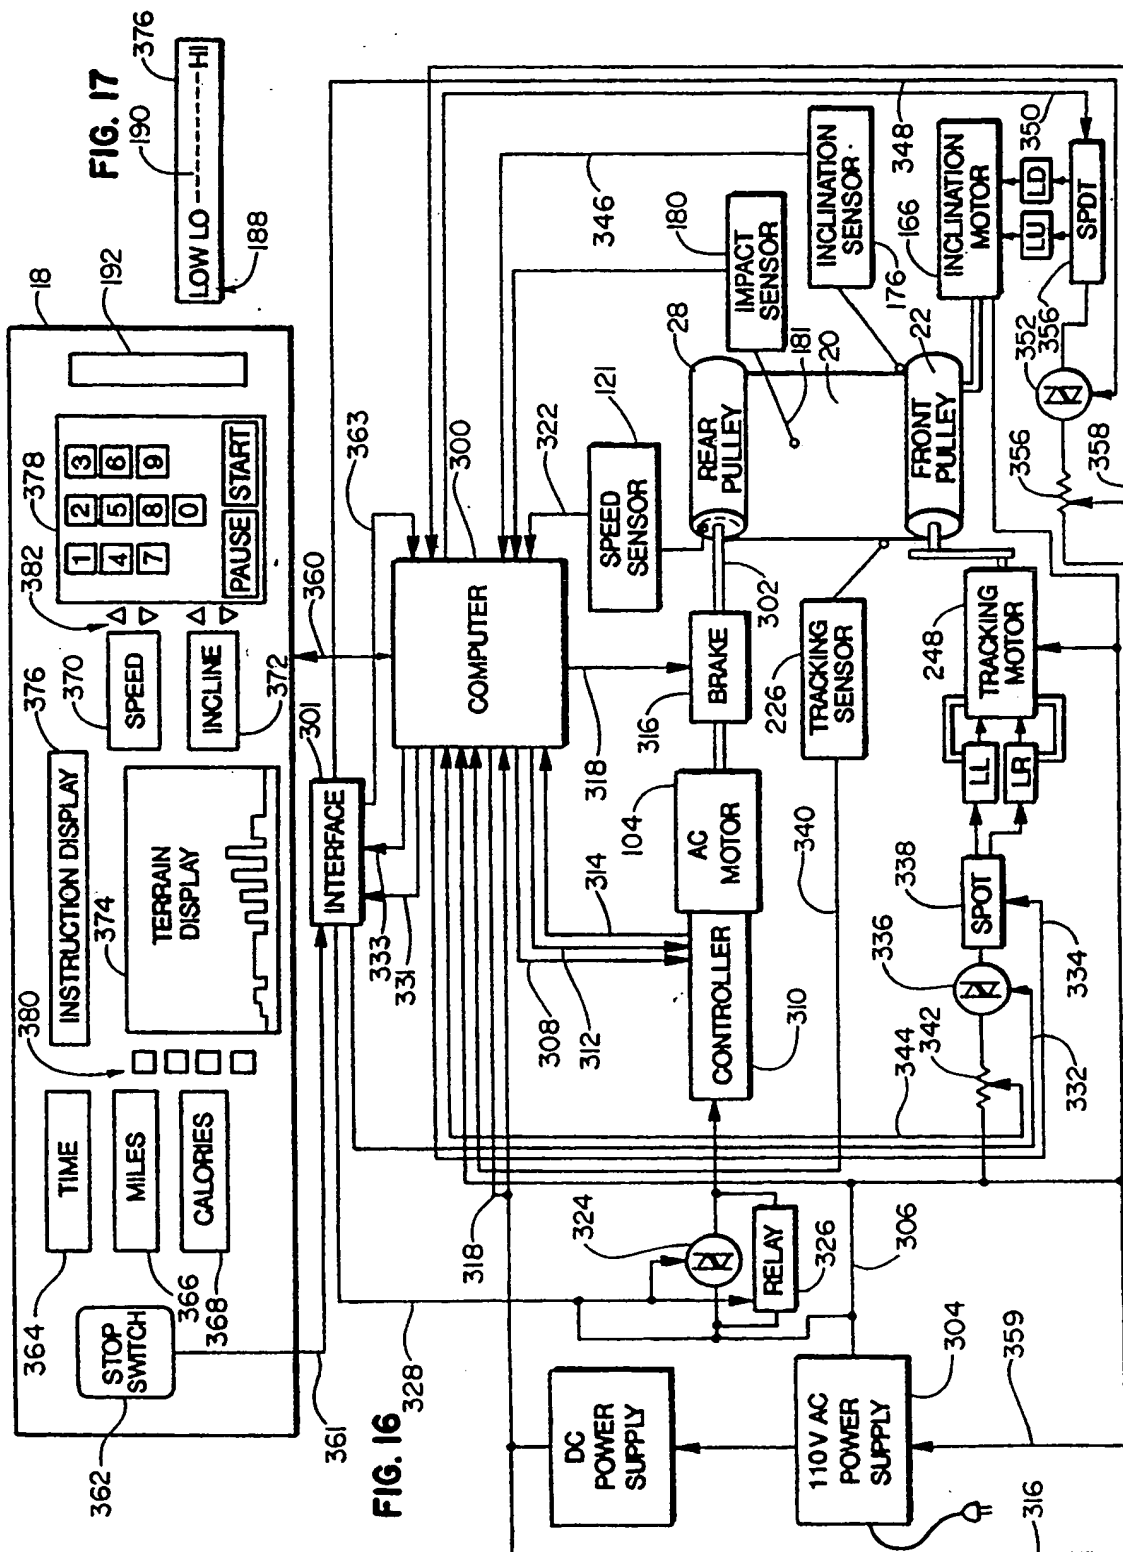 FIG. 17
376
190
LOW LO ---------- HI
188
18
192
378
1 2 3
4 5 6
7 8 9
0
PAUSE START
382
370
SPEED
INCLINE
372
376
INSTRUCTION DISPLAY
374
TERRAIN
DISPLAY
380
TIME
364
MILES
366
CALORIES
368
STOP
SWITCH
362
361
FIG. 16
301
INTERFACE
360
363
333
331
328
COMPUTER
300
322
SPEED
SENSOR
121
346
IMPACT
SENSOR
180
181
INCLINATION
SENSOR
176
28
REAR
PULLEY
20
FRONT
PULLEY
22
166
INCLINATION
MOTOR
LU
LD
350
348
SPDT
356
352
356
358
302
BRAKE
316
318
104
AC
MOTOR
CONTROLLER
310
308
312
314
226
TRACKING
SENSOR
340
248
TRACKING
MOTOR
LL
LR
338
SPOT
336
334
332
342
344
318
324
RELAY
326
306
304
110 V AC
POWER
SUPPLY
DC
POWER
SUPPLY
359
316